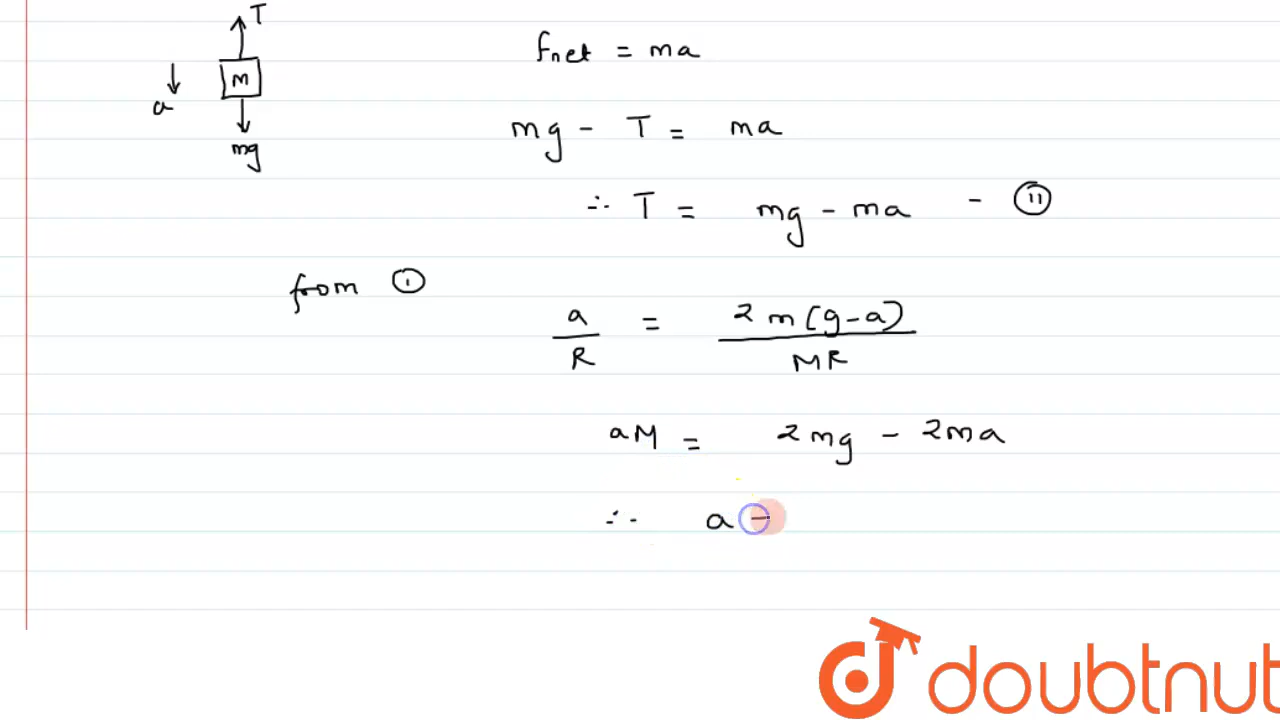 T
m
a
mg
Fnet = ma
mg - T = ma
∴ T = mg - ma - (II)
from (I)
a/R = 2m(g-a)/MR
aM = 2mg - 2ma
∴ a =
doubtnut